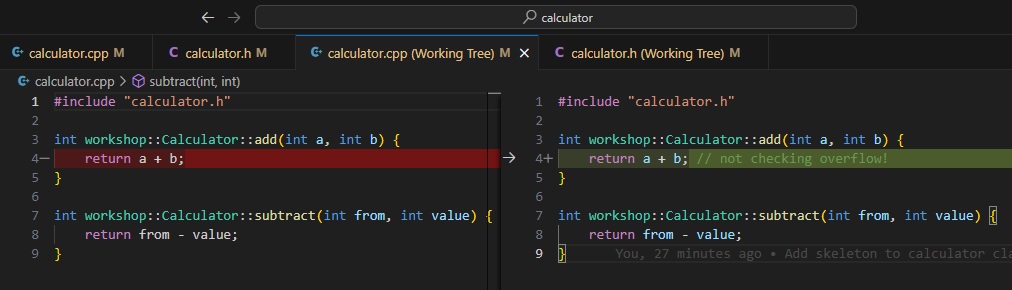 calculator
calculator.cpp M
calculator.h M
calculator.cpp (Working Tree) M
calculator.h (Working Tree) M
calculator.cpp > subtract(int, int)
1 #include "calculator.h"
2
3 int workshop::Calculator::add(int a, int b) {
4− return a + b;
5 }
6
7 int workshop::Calculator::subtract(int from, int value) {
8 return from - value;
9 }
1 #include "calculator.h"
2
3 int workshop::Calculator::add(int a, int b) {
4+ return a + b; // not checking overflow!
5 }
6
7 int workshop::Calculator::subtract(int from, int value) {
8 return from - value;
9 } You, 27 minutes ago • Add skeleton to calculator cla